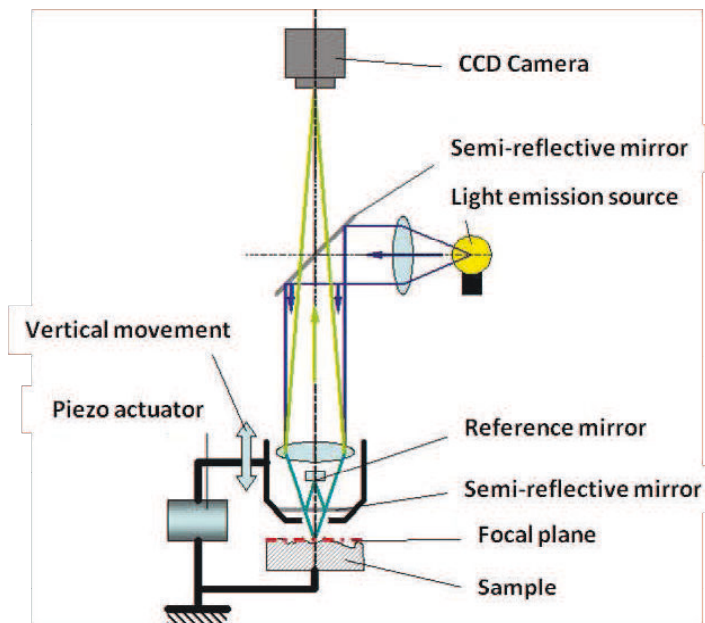 CCD Camera
Semi-reflective mirror
Light emission source
Vertical movement
Piezo actuator
Reference mirror
Semi-reflective mirror
Focal plane
Sample